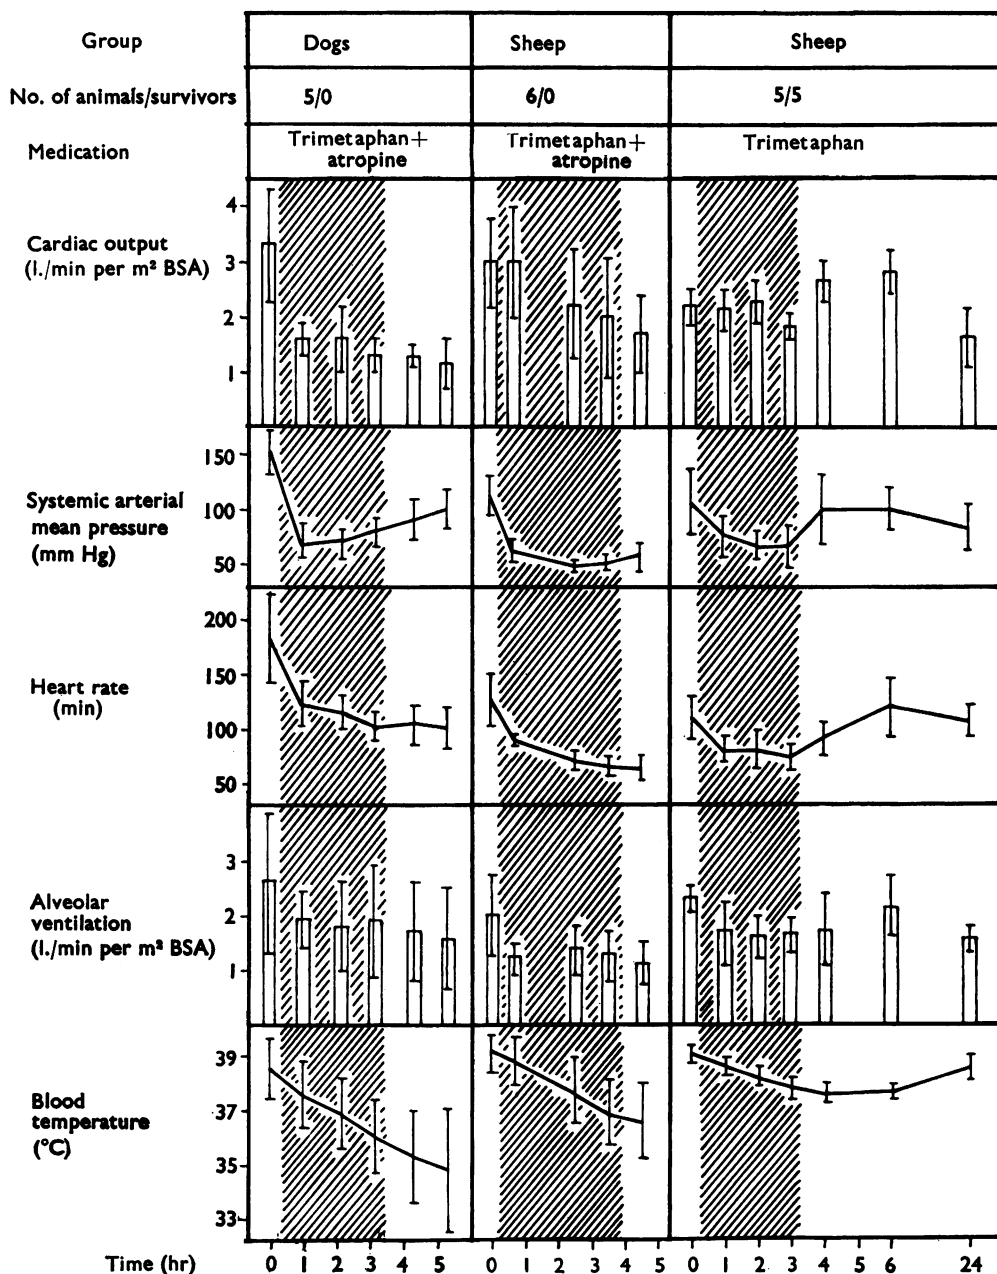 Group Dogs Sheep Sheep
No. of animals/survivors 5/0 6/0 5/5
Medication Trimetaphan+ atropine Trimetaphan+ atropine Trimetaphan
Cardiac output
(l./min per m² BSA)
4
3
2
1
Systemic arterial
mean pressure
(mm Hg)
150
100
50
Heart rate
(min)
200
150
100
50
Alveolar
ventilation
(l./min per m² BSA)
3
2
1
Blood
temperature
(°C)
39
37
35
33
Time (hr) 0 1 2 3 4 5 0 1 2 3 4 5 0 1 2 3 4 5 6 24